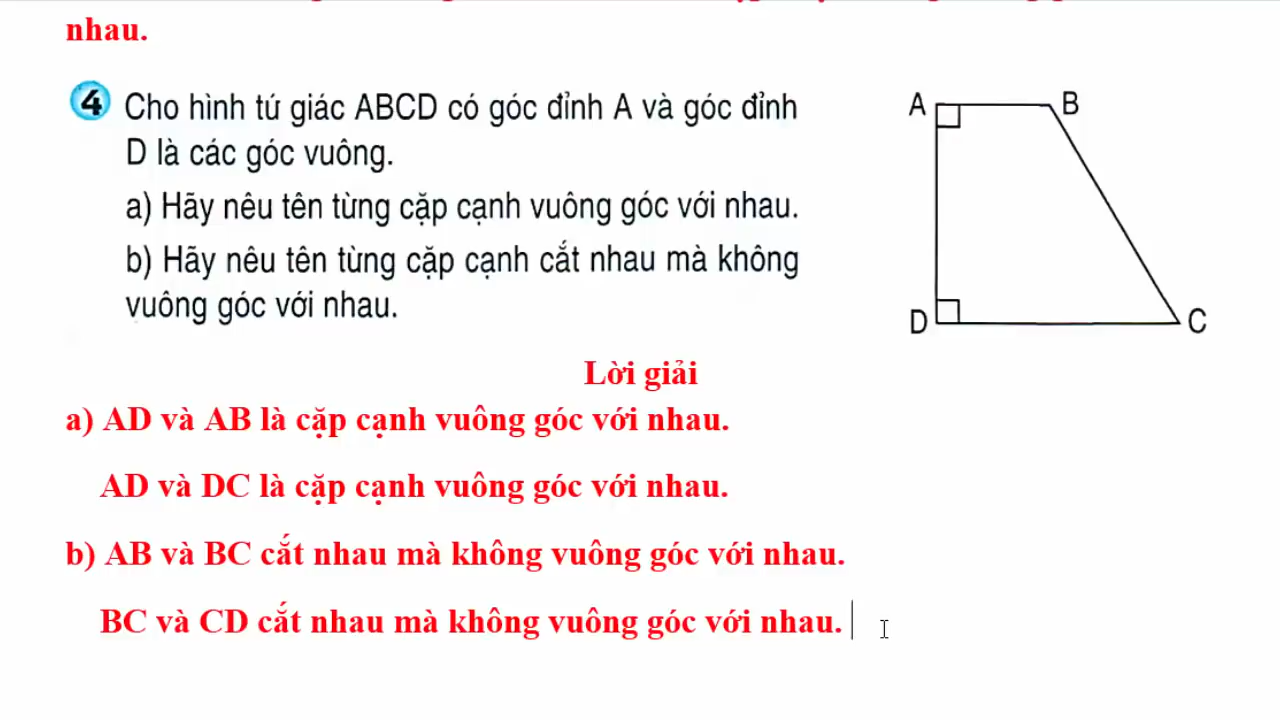 nhau.
4 Cho hình tứ giác ABCD có góc đỉnh A và góc đỉnh
D là các góc vuông.
a) Hãy nêu tên từng cặp cạnh vuông góc với nhau.
b) Hãy nêu tên từng cặp cạnh cắt nhau mà không
vuông góc với nhau.
A B
D C
Lời giải
a) AD và AB là cặp cạnh vuông góc với nhau.
AD và DC là cặp cạnh vuông góc với nhau.
b) AB và BC cắt nhau mà không vuông góc với nhau.
BC và CD cắt nhau mà không vuông góc với nhau.